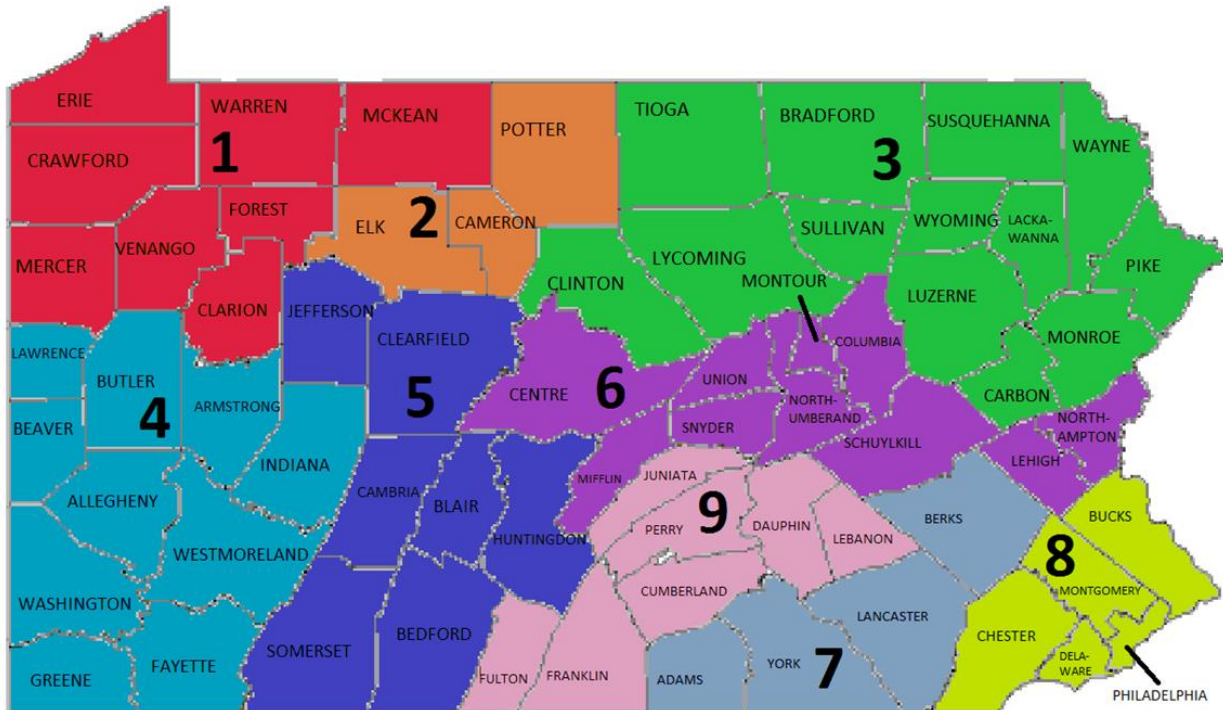 ERIE
WARREN
MCKEAN
POTTER
TIOGA
BRADFORD
SUSQUEHANNA
WAYNE
CRAWFORD
1
3
FOREST
ELK
2
CAMERON
SULLIVAN
WYOMING
LACKA-
WANNA
MERCER
VENANGO
LYCOMING
PIKE
CLARION
JEFFERSON
CLINTON
MONTOUR
LUZERNE
LAWRENCE
BUTLER
CLEARFIELD
COLUMBIA
MONROE
BEAVER
4
ARMSTRONG
5
CENTRE
6
UNION
NORTH-
UMBERAND
CARBON
SNYDER
SCHUYLKILL
NORTH-
AMPTON
INDIANA
LEHIGH
ALLEGHENY
CAMBRIA
BLAIR
MIFFLIN
JUNIATA
HUNTINGDON
PERRY
9
DAUPHIN
LEBANON
BERKS
BUCKS
WESTMORELAND
8
WASHINGTON
CUMBERLAND
MONTGOMERY
LANCASTER
SOMERSET
BEDFORD
CHESTER
GREENE
FAYETTE
FULTON
FRANKLIN
ADAMS
YORK
7
DELA-
WARE
PHILADELPHIA